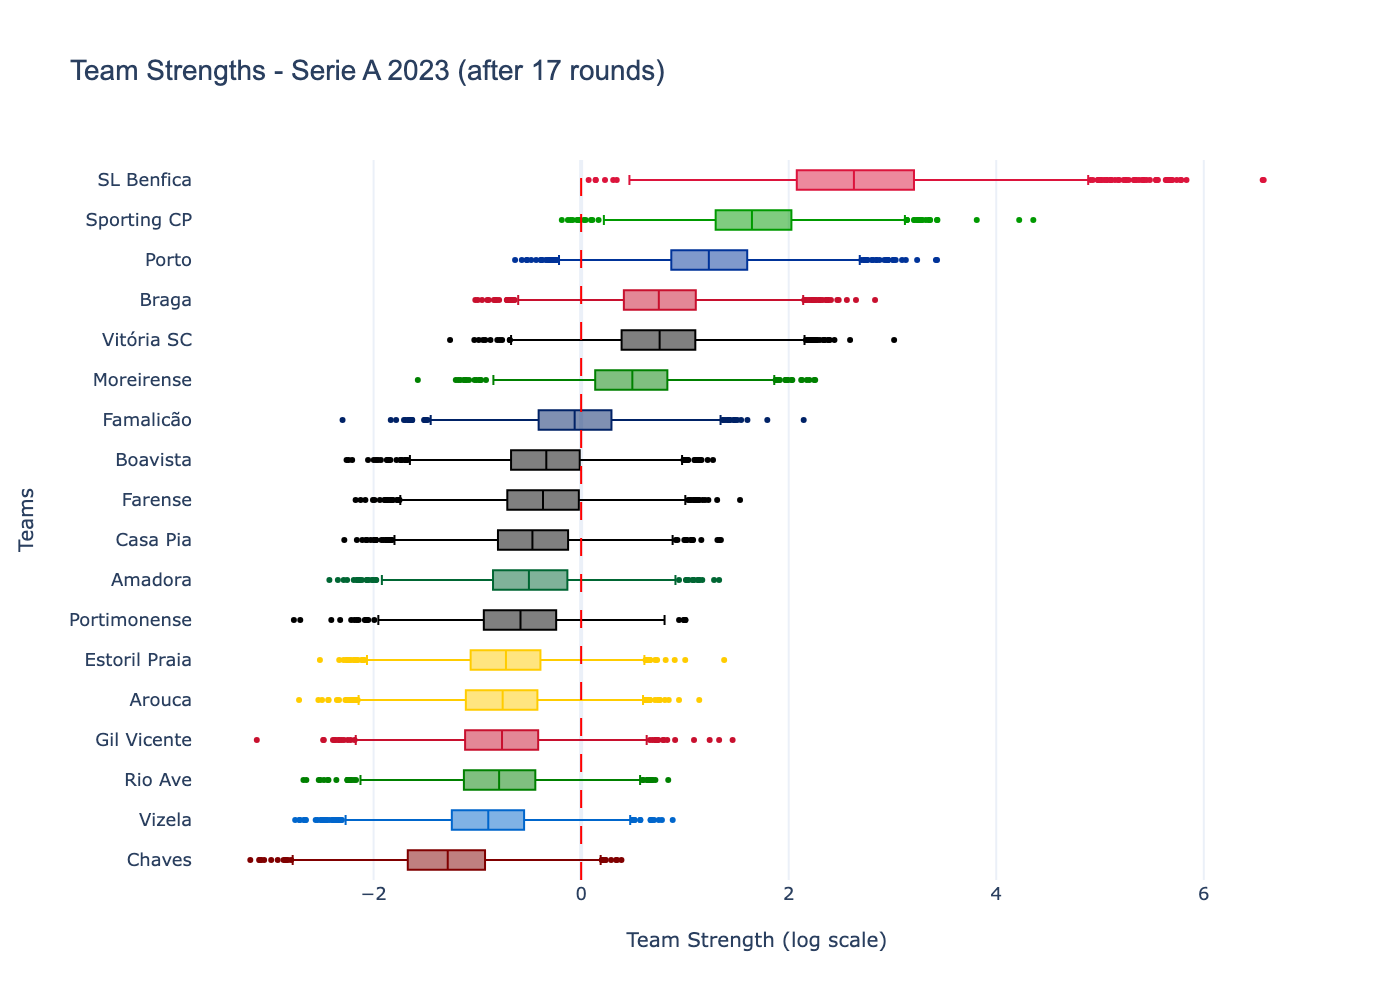 Team Strengths - Serie A 2023 (after 17 rounds)
SL Benfica
Sporting CP
Porto
Braga
Vitória SC
Moreirense
Famalicão
Boavista
Farense
Casa Pia
Amadora
Portimonense
Estoril Praia
Arouca
Gil Vicente
Rio Ave
Vizela
Chaves
Teams
−2 0 2 4 6
Team Strength (log scale)